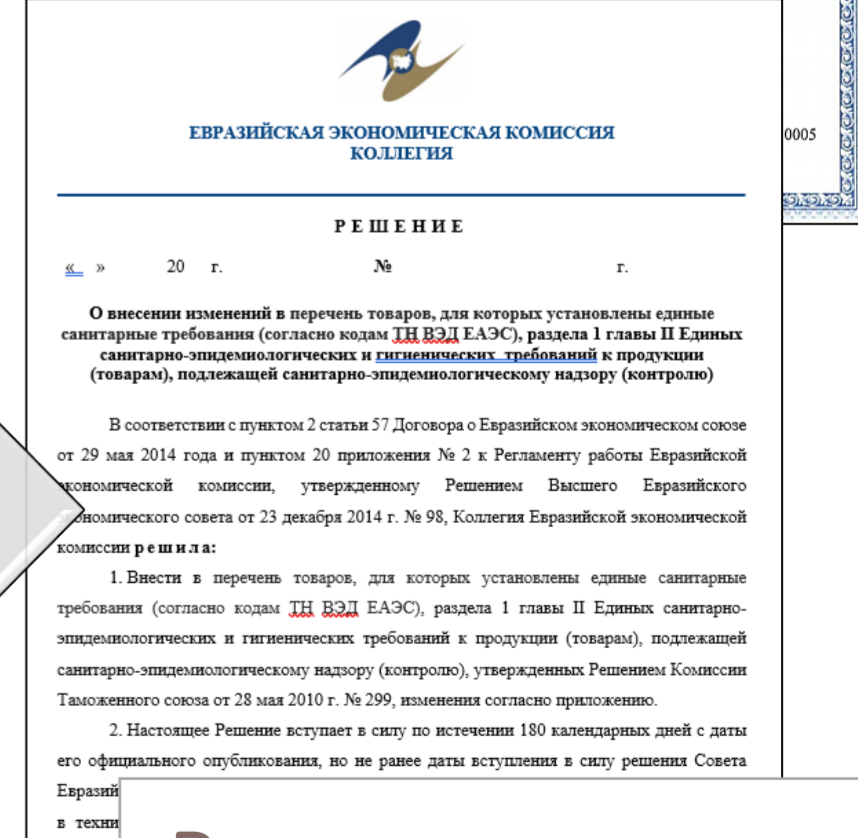 ЕВРАЗИЙСКАЯ ЭКОНОМИЧЕСКАЯ КОМИССИЯ
КОЛЛЕГИЯ
0005
Р Е Ш Е Н И Е
«   »   20   г.   №   г.
О внесении изменений в перечень товаров, для которых установлены единые
санитарные требования (согласно кодам ТН ВЭД ЕАЭС), раздела 1 главы II Единых
санитарно-эпидемиологических и гигиенических требований к продукции
(товарам), подлежащей санитарно-эпидемиологическому надзору (контролю)
В соответствии с пунктом 2 статьи 57 Договора о Евразийском экономическом союзе
от 29 мая 2014 года и пунктом 20 приложения № 2 к Регламенту работы Евразийской
экономической комиссии, утвержденному Решением Высшего Евразийского
экономического совета от 23 декабря 2014 г. № 98, Коллегия Евразийской экономической
комиссии р е ш и л а:
1. Внести в перечень товаров, для которых установлены единые санитарные
требования (согласно кодам ТН ВЭД ЕАЭС), раздела 1 главы II Единых санитарно-
эпидемиологических и гигиенических требований к продукции (товарам), подлежащей
санитарно-эпидемиологическому надзору (контролю), утвержденных Решением Комиссии
Таможенного союза от 28 мая 2010 г. № 299, изменения согласно приложению.
2. Настоящее Решение вступает в силу по истечении 180 календарных дней с даты
его официального опубликования, но не ранее даты вступления в силу решения Совета
Евразий
в техни